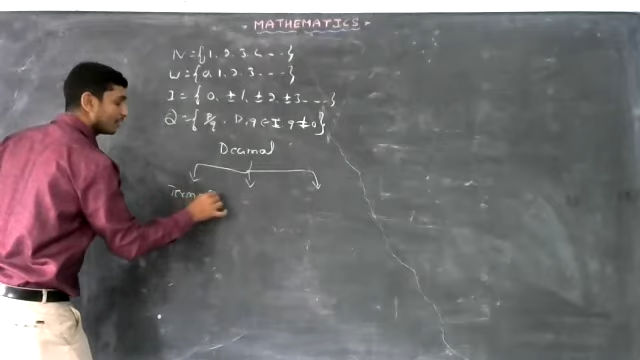 MATHEMATICS
N = {1, 2, 3, 4, ....}
W = {0, 1, 2, 3, ....}
I = {0, ±1, ±2, ±3 ....}
Q = {p/q, p, q ∈ I, q ≠ 0}
Decimal